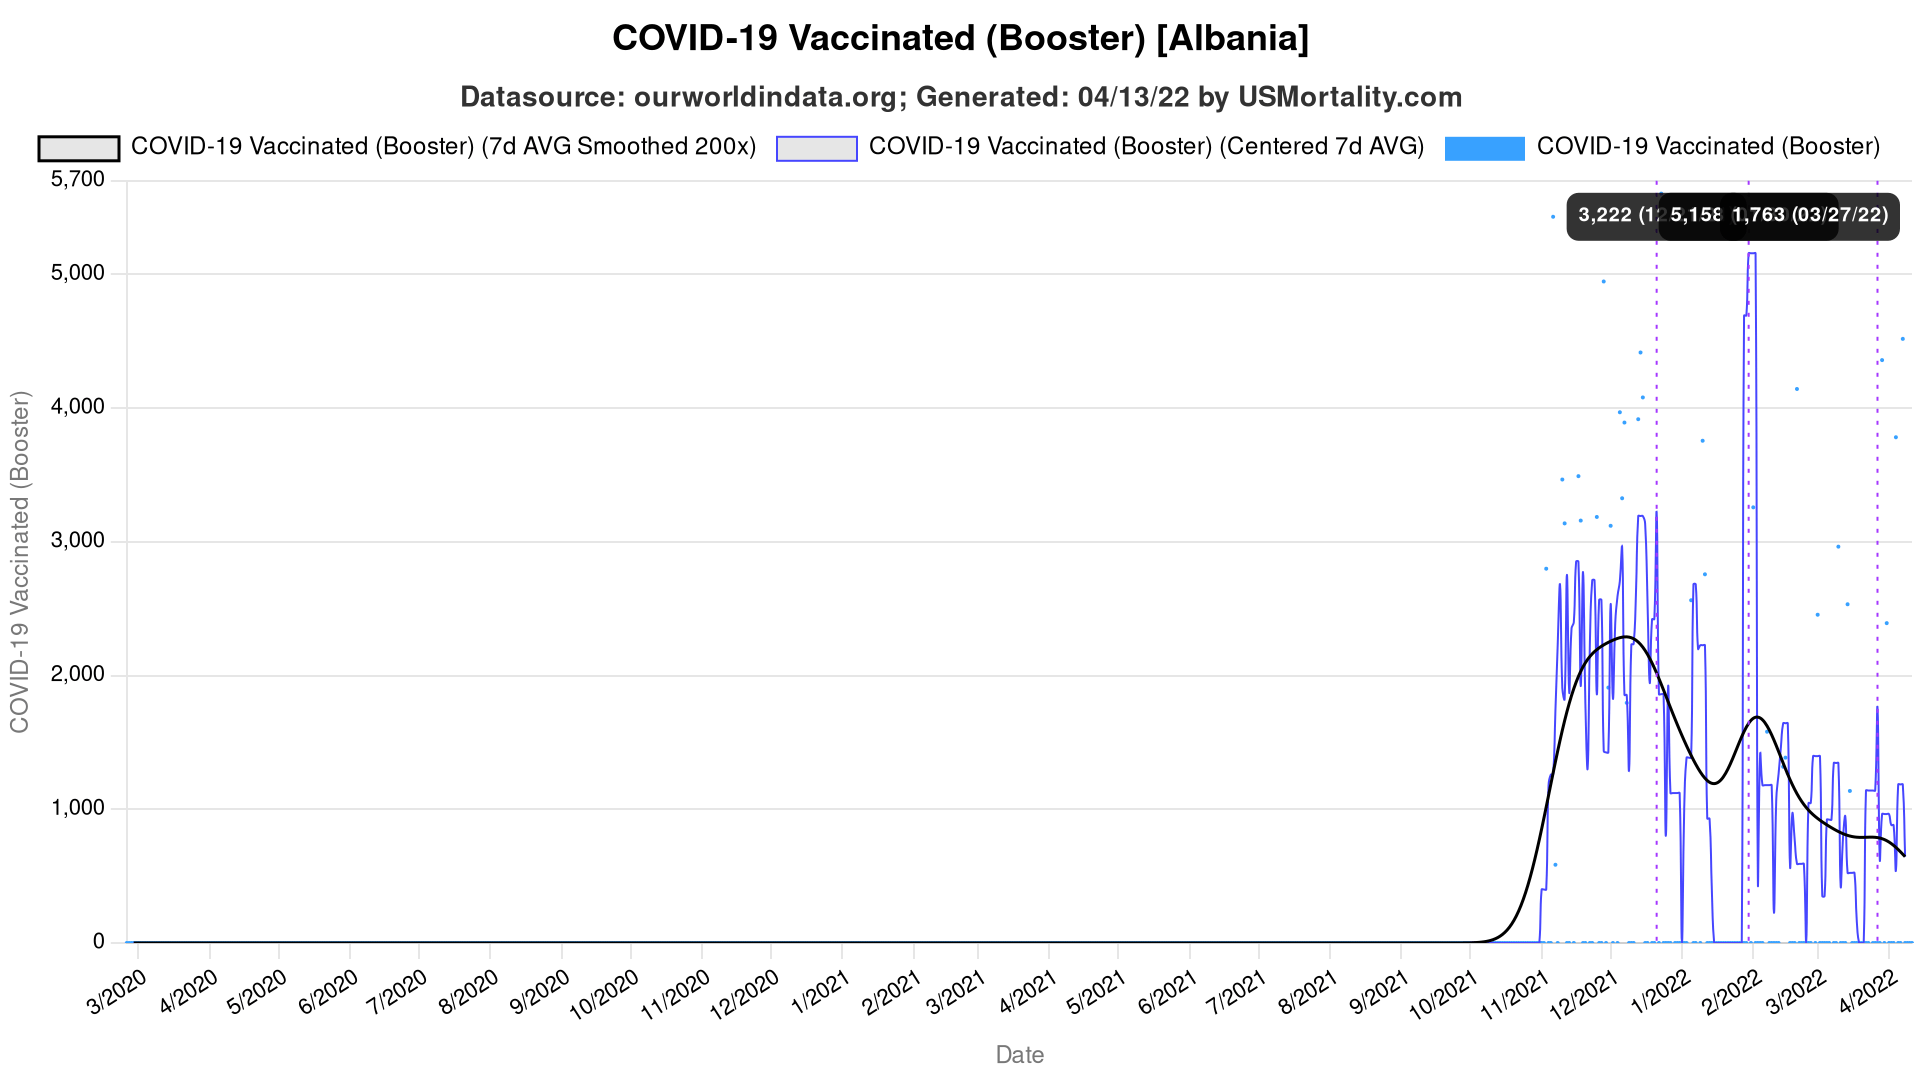 COVID-19 Vaccinated (Booster) [Albania]
Datasource: ourworldindata.org; Generated: 04/13/22 by USMortality.com
COVID-19 Vaccinated (Booster) (7d AVG Smoothed 200x) COVID-19 Vaccinated (Booster) (Centered 7d AVG) COVID-19 Vaccinated (Booster)
3,222 (12 5,158 1,763 (03/27/22)
COVID-19 Vaccinated (Booster)
5,700
5,000
4,000
3,000
2,000
1,000
0
3/2020 4/2020 5/2020 6/2020 7/2020 8/2020 9/2020 10/2020 11/2020 12/2020 1/2021 2/2021 3/2021 4/2021 5/2021 6/2021 7/2021 8/2021 9/2021 10/2021 11/2021 12/2021 1/2022 2/2022 3/2022 4/2022
Date